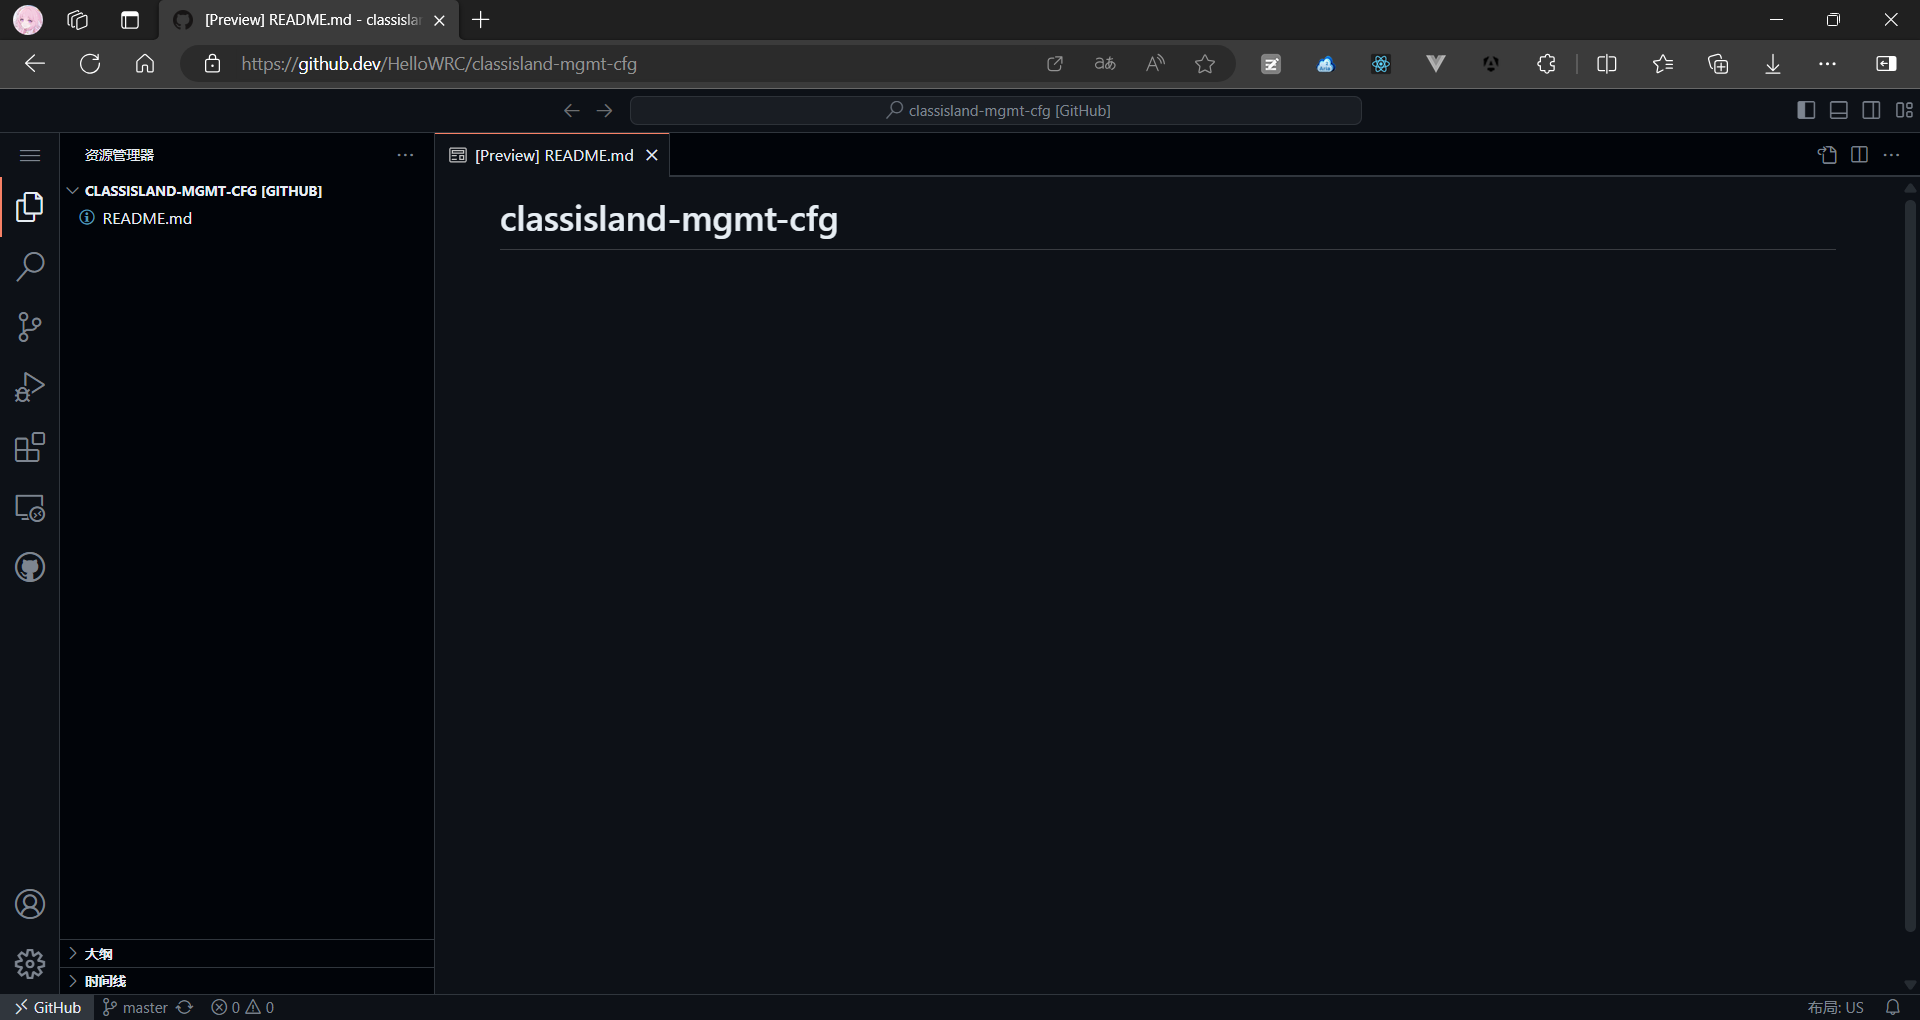 [Preview] README.md - classislar
https://github.dev/HelloWRC/classisland-mgmt-cfg
classisland-mgmt-cfg [GitHub]
资源管理器
[Preview] README.md
CLASSISLAND-MGMT-CFG [GITHUB]
README.md
classisland-mgmt-cfg
大纲
时间线
GitHub master 0 0 布局: US